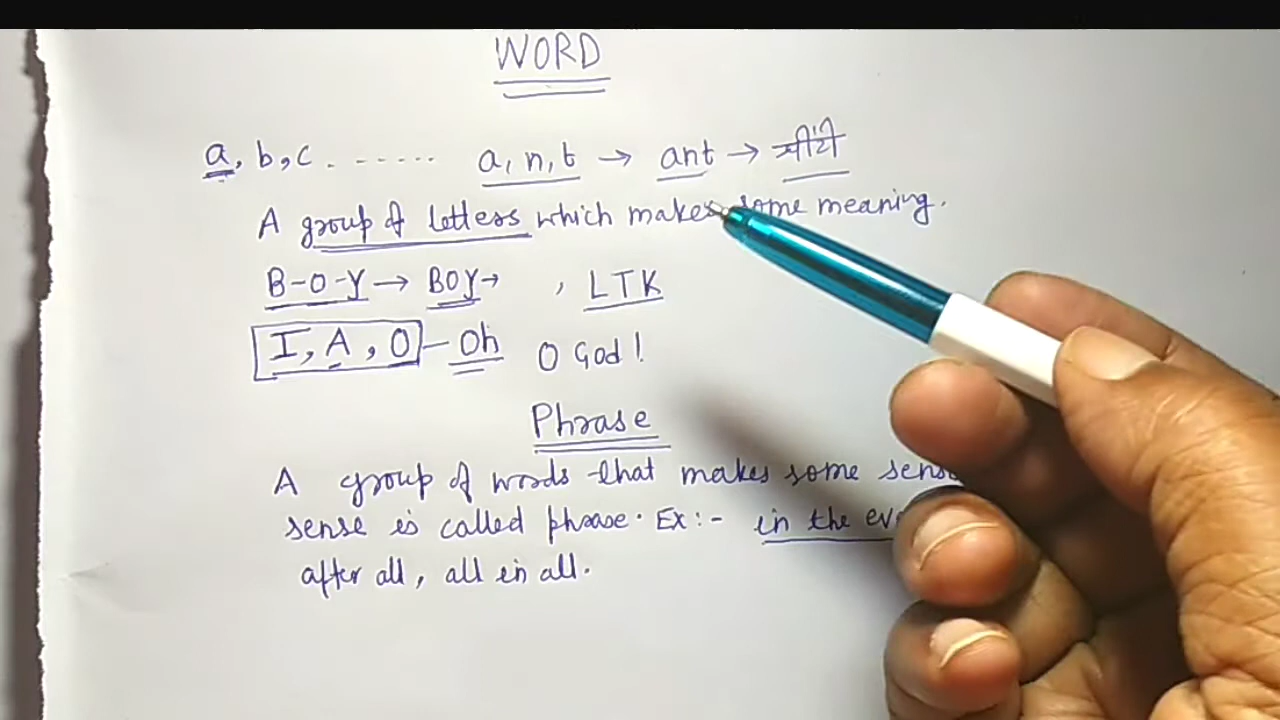 WORD
a, b, c . - - - - - - a, n, t → ant →
A group of letters which makes some meaning.
B-O-Y → BOY → , LTK
I, A, O - Oh O God!
Phrase
A group of words that makes some
sense is called phrase. Ex:- in the
after all, all in all.